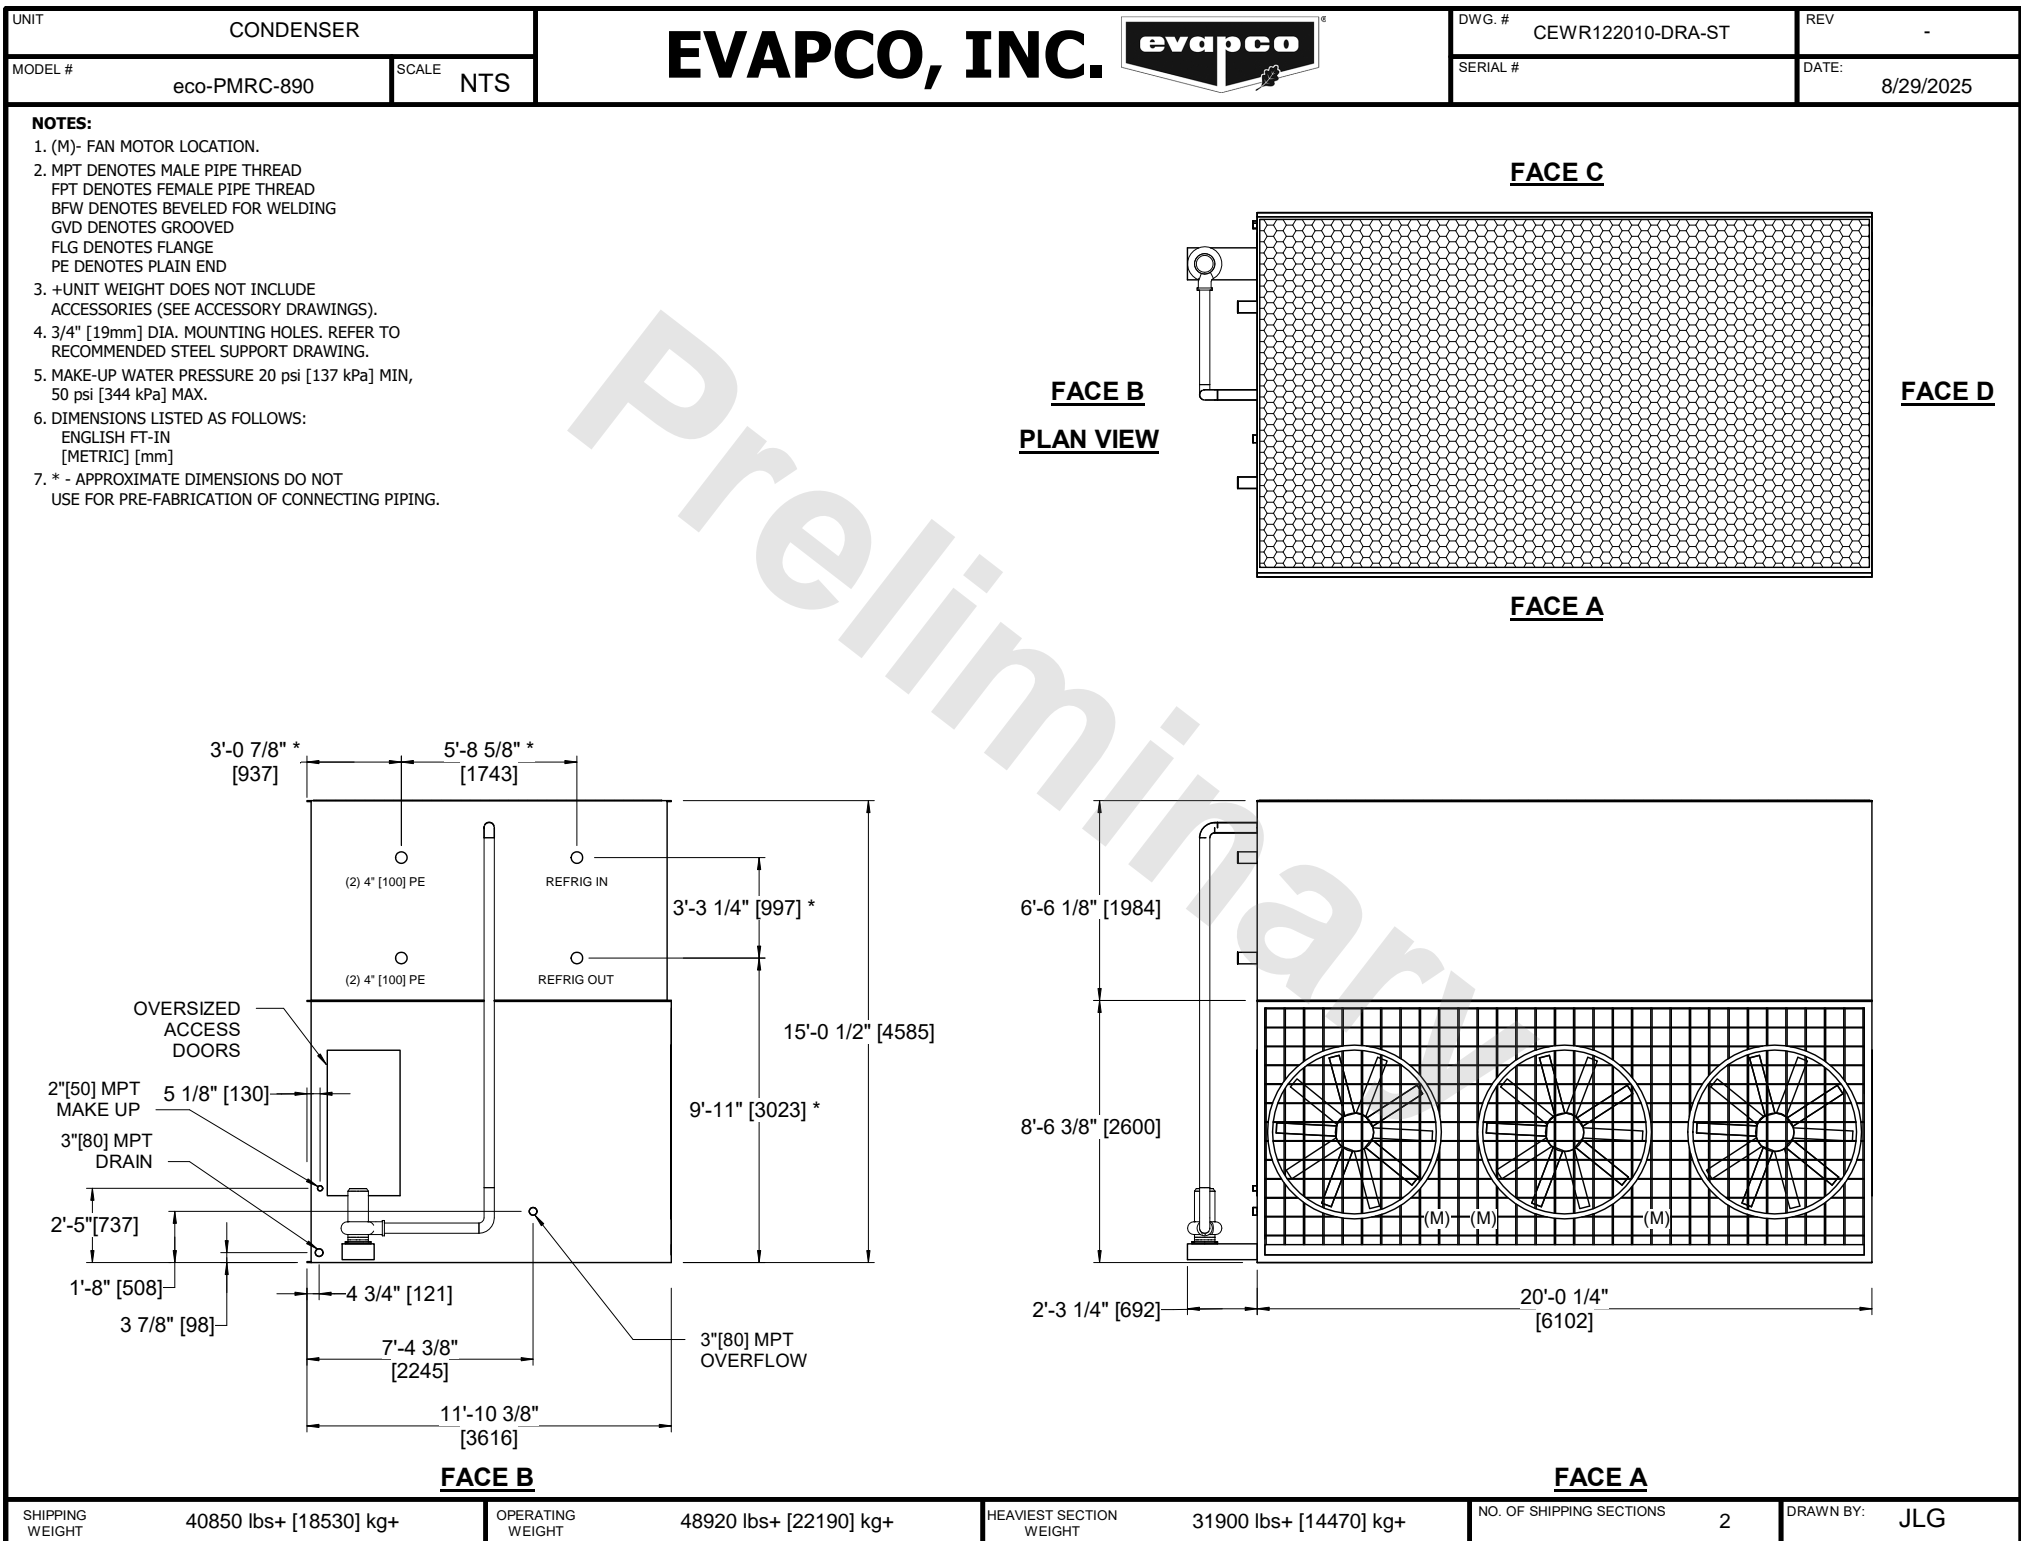 UNIT
CONDENSER
MODEL #
eco-PMRC-890
SCALE
NTS
EVAPCO, INC.
evapco
®
DWG. #
CEWR122010-DRA-ST
REV
-
SERIAL #
DATE:
8/29/2025
NOTES:
1. (M)- FAN MOTOR LOCATION.
2. MPT DENOTES MALE PIPE THREAD
FPT DENOTES FEMALE PIPE THREAD
BFW DENOTES BEVELED FOR WELDING
GVD DENOTES GROOVED
FLG DENOTES FLANGE
PE DENOTES PLAIN END
3. +UNIT WEIGHT DOES NOT INCLUDE
ACCESSORIES (SEE ACCESSORY DRAWINGS).
4. 3/4" [19mm] DIA. MOUNTING HOLES. REFER TO
RECOMMENDED STEEL SUPPORT DRAWING.
5. MAKE-UP WATER PRESSURE 20 psi [137 kPa] MIN,
50 psi [344 kPa] MAX.
6. DIMENSIONS LISTED AS FOLLOWS:
ENGLISH FT-IN
[METRIC] [mm]
7. * - APPROXIMATE DIMENSIONS DO NOT
USE FOR PRE-FABRICATION OF CONNECTING PIPING.
Preliminary
FACE C
FACE B
PLAN VIEW
FACE D
FACE A
3'-0 7/8" *
[937]
5'-8 5/8" *
[1743]
(2) 4" [100] PE
REFRIG IN
3'-3 1/4" [997] *
(2) 4" [100] PE
REFRIG OUT
OVERSIZED
ACCESS
DOORS
15'-0 1/2" [4585]
2"[50] MPT
MAKE UP
5 1/8" [130]
9'-11" [3023] *
3"[80] MPT
DRAIN
2'-5"[737]
1'-8" [508]
4 3/4" [121]
3 7/8" [98]
7'-4 3/8"
[2245]
3"[80] MPT
OVERFLOW
11'-10 3/8"
[3616]
FACE B
6'-6 1/8" [1984]
8'-6 3/8" [2600]
(M)
(M)
(M)
2'-3 1/4" [692]
20'-0 1/4"
[6102]
FACE A
SHIPPING
WEIGHT
40850 lbs+ [18530] kg+
OPERATING
WEIGHT
48920 lbs+ [22190] kg+
HEAVIEST SECTION
WEIGHT
31900 lbs+ [14470] kg+
NO. OF SHIPPING SECTIONS
2
DRAWN BY:
JLG